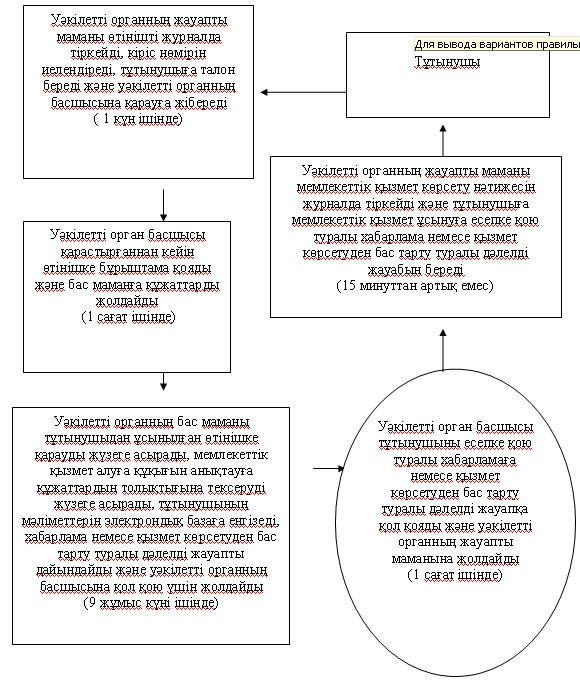 Уәкілетті органның жауапты
маманы өтінішті журналда
тіркейді, кіріс нөмірін
иелендіреді, тұтынушыға талон
береді және уәкілетті органның
басшысына қарауға жібереді
( 1 күн ішінде)
Для вывода вариантов правилы
Тұтынушы
Уәкілетті органның жауапты маманы
мемлекеттік қызмет көрсету нәтижесін
журналда тіркейді және тұтынушыға
мемлекеттік қызмет ұсынуға есепке қою
туралы хабарлама немесе қызмет
көрсетуден бас тарту туралы дәлелді
жауабын береді
(15 минуттан артық емес)
Уәкілетті орган басшысы
қарастырғаннан кейін
өтінішке бұрыштама қояды
және бас маманға құжаттарды
жолдайды
(1 сағат ішінде)
Уәкілетті органның бас маманы
тұтынушыдан ұсынылған өтінішке
қарауды жүзеге асырады, мемлекеттік
қызмет алуға құқығын анықтауға
құжаттардын толықтығына тексеруді
жүзеге асырады, тұтынушының
мәліметтерін электрондық базаға енгізеді,
хабарлама немесе қызмет көрсетуден бас
тарту туралы дәлелді жауапты
дайындайды және уәкілетті органның
басшысына қол қою үшін жолдайды
(9 жұмыс күні ішінде)
Уәкілетті орган басшысы
тұтынушыны есепке қою
туралы хабарламаға
немесе қызмет
көрсетуден бас тарту
туралы дәлелді жауапқа
қол қояды және уәкілетті
органның жауапты
маманына жолдайды
(1 сағат ішінде)